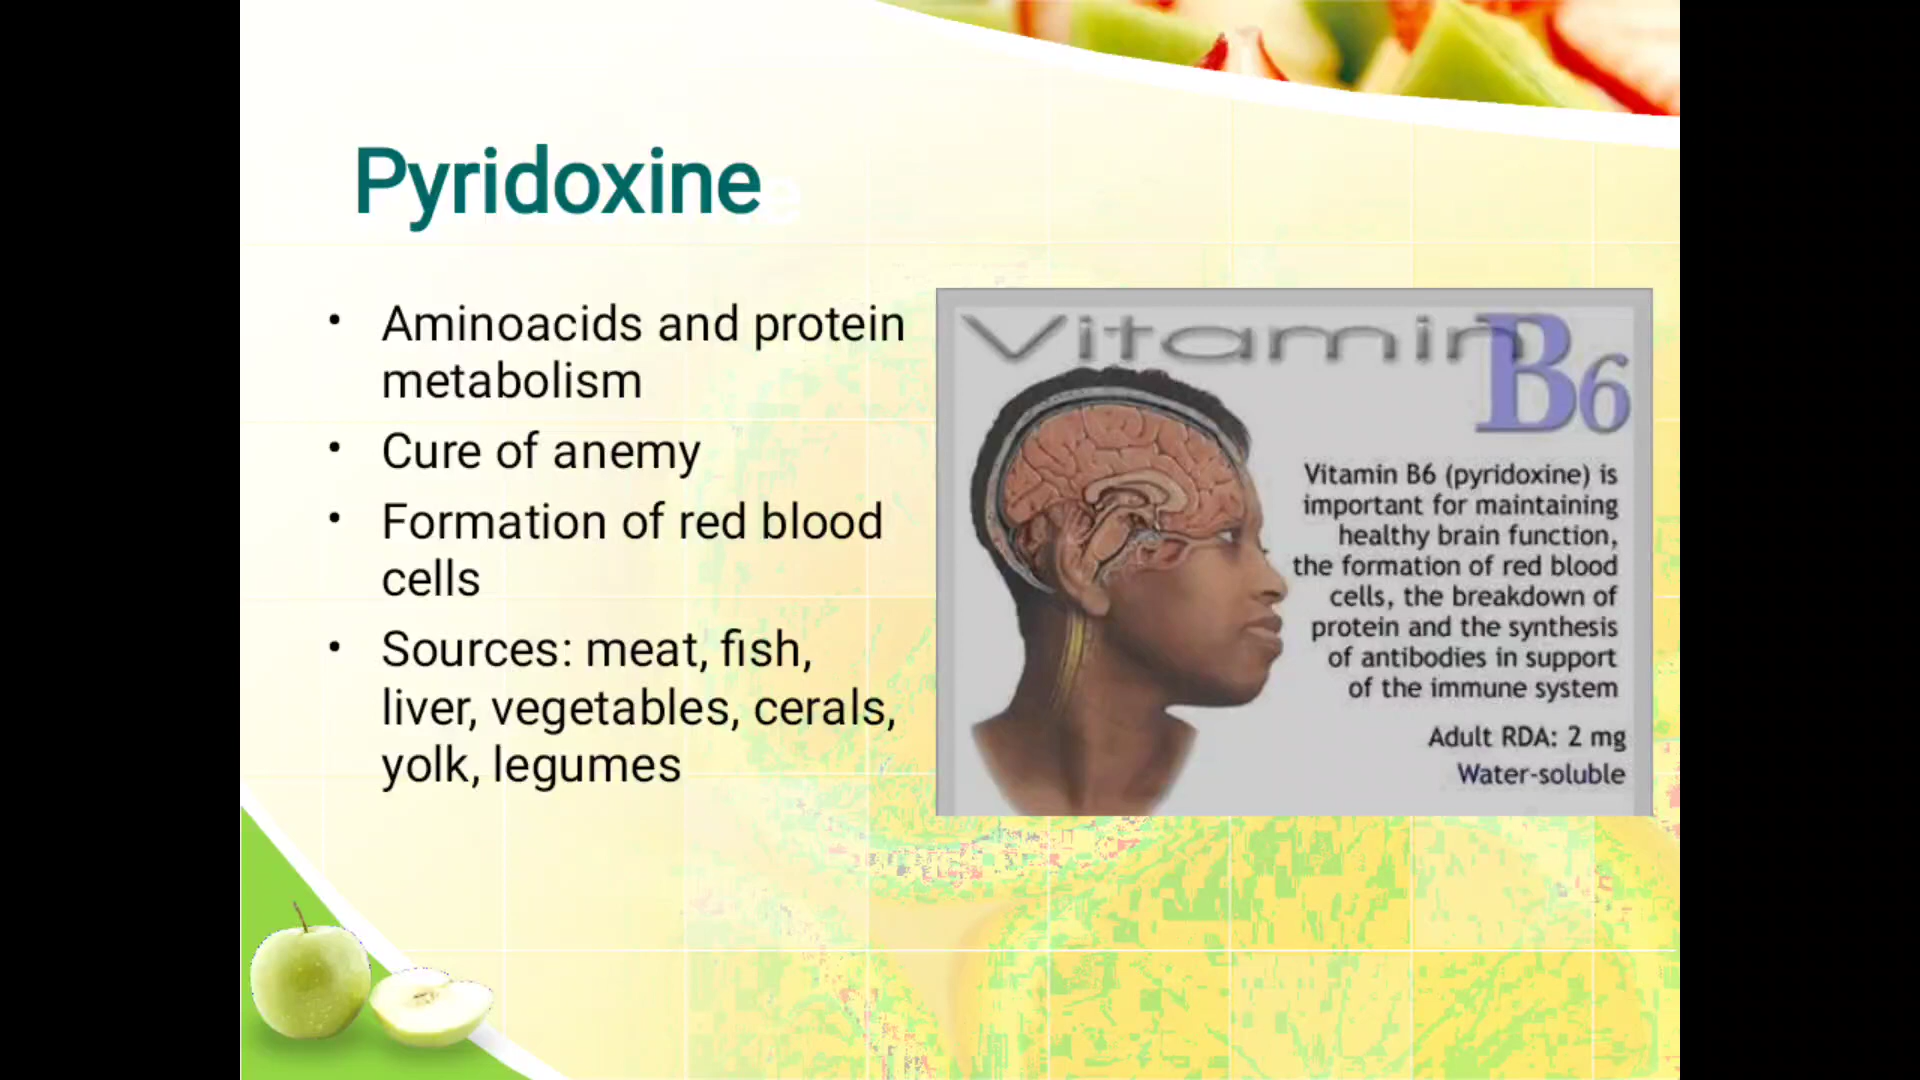 Pyridoxine
• Aminoacids and protein
metabolism
• Cure of anemy
• Formation of red blood
cells
• Sources: meat, fish,
liver, vegetables, cerals,
yolk, legumes
Vitamin B6
Vitamin B6 (pyridoxine) is
important for maintaining
healthy brain function,
the formation of red blood
cells, the breakdown of
protein and the synthesis
of antibodies in support
of the immune system
Adult RDA: 2 mg
Water-soluble